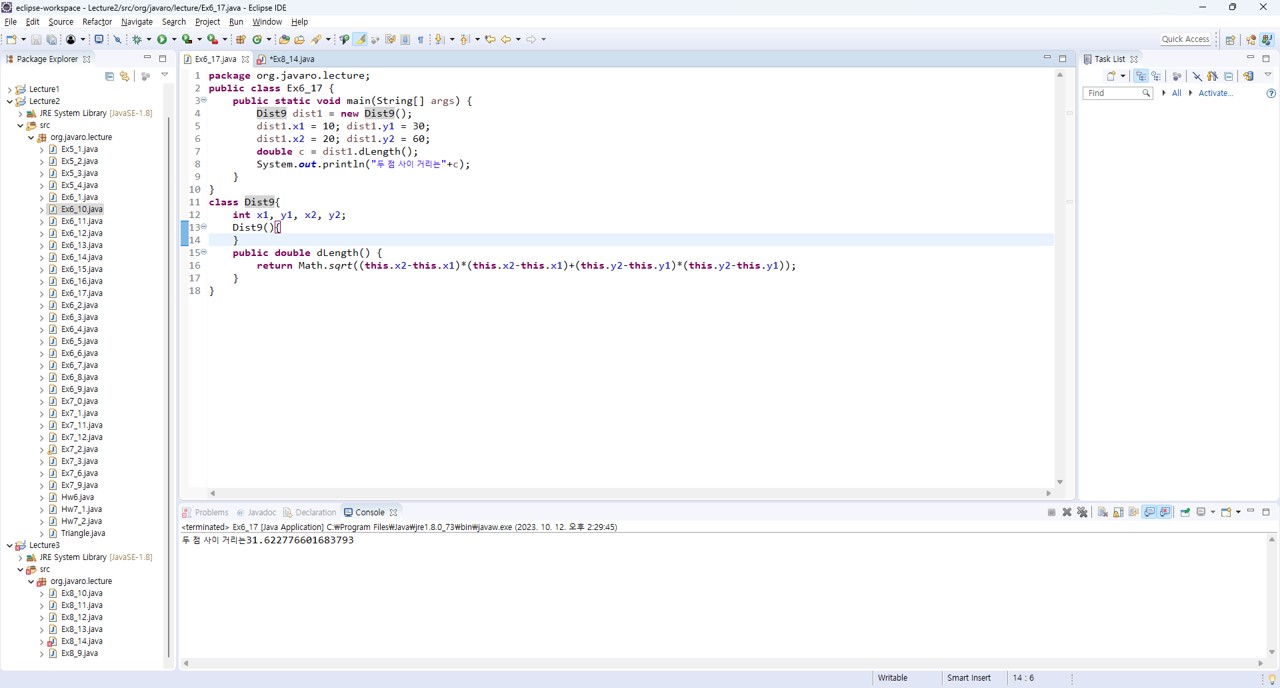 eclipse-workspace - Lecture2/src/org/javaro/lecture/Ex6_17.java - Eclipse IDE
File Edit Source Refactor Navigate Search Project Run Window Help
Quick Access
Package Explorer
Lecture1
Lecture2
JRE System Library [JavaSE-1.8]
src
org.javaro.lecture
Ex5_1.java
Ex5_2.java
Ex5_3.java
Ex5_4.java
Ex6_1.java
Ex6_10.java
Ex6_11.java
Ex6_12.java
Ex6_13.java
Ex6_14.java
Ex6_15.java
Ex6_16.java
Ex6_17.java
Ex6_2.java
Ex6_3.java
Ex6_4.java
Ex6_5.java
Ex6_6.java
Ex6_7.java
Ex6_8.java
Ex6_9.java
Ex7_0.java
Ex7_1.java
Ex7_11.java
Ex7_12.java
Ex7_2.java
Ex7_3.java
Ex7_6.java
Ex7_9.java
Hw6.java
Hw7_1.java
Hw7_2.java
Triangle.java
Lecture3
JRE System Library [JavaSE-1.8]
src
org.javaro.lecture
Ex8_10.java
Ex8_11.java
Ex8_12.java
Ex8_13.java
Ex8_14.java
Ex8_9.java
Ex6_17.java *Ex8_14.java
1 package org.javaro.lecture;
2 public class Ex6_17 {
3 public static void main(String[] args) {
4 Dist9 dist1 = new Dist9();
5 dist1.x1 = 10; dist1.y1 = 30;
6 dist1.x2 = 20; dist1.y2 = 60;
7 double c = dist1.dLength();
8 System.out.println("두 점 사이 거리는"+c);
9 }
10 }
11 class Dist9{
12 int x1, y1, x2, y2;
13 Dist9(){
14 }
15 public double dLength() {
16 return Math.sqrt((this.x2-this.x1)*(this.x2-this.x1)+(this.y2-this.y1)*(this.y2-this.y1));
17 }
18 }
Task List
Find All Activate...
Problems Javadoc Declaration Console
<terminated> Ex6_17 [Java Application] C:₩Program Files₩Java₩jre1.8.0_73₩bin₩javaw.exe (2023. 10. 12. 오후 2:29:45)
두 점 사이 거리는31.622776601683793
Writable Smart Insert 14 : 6